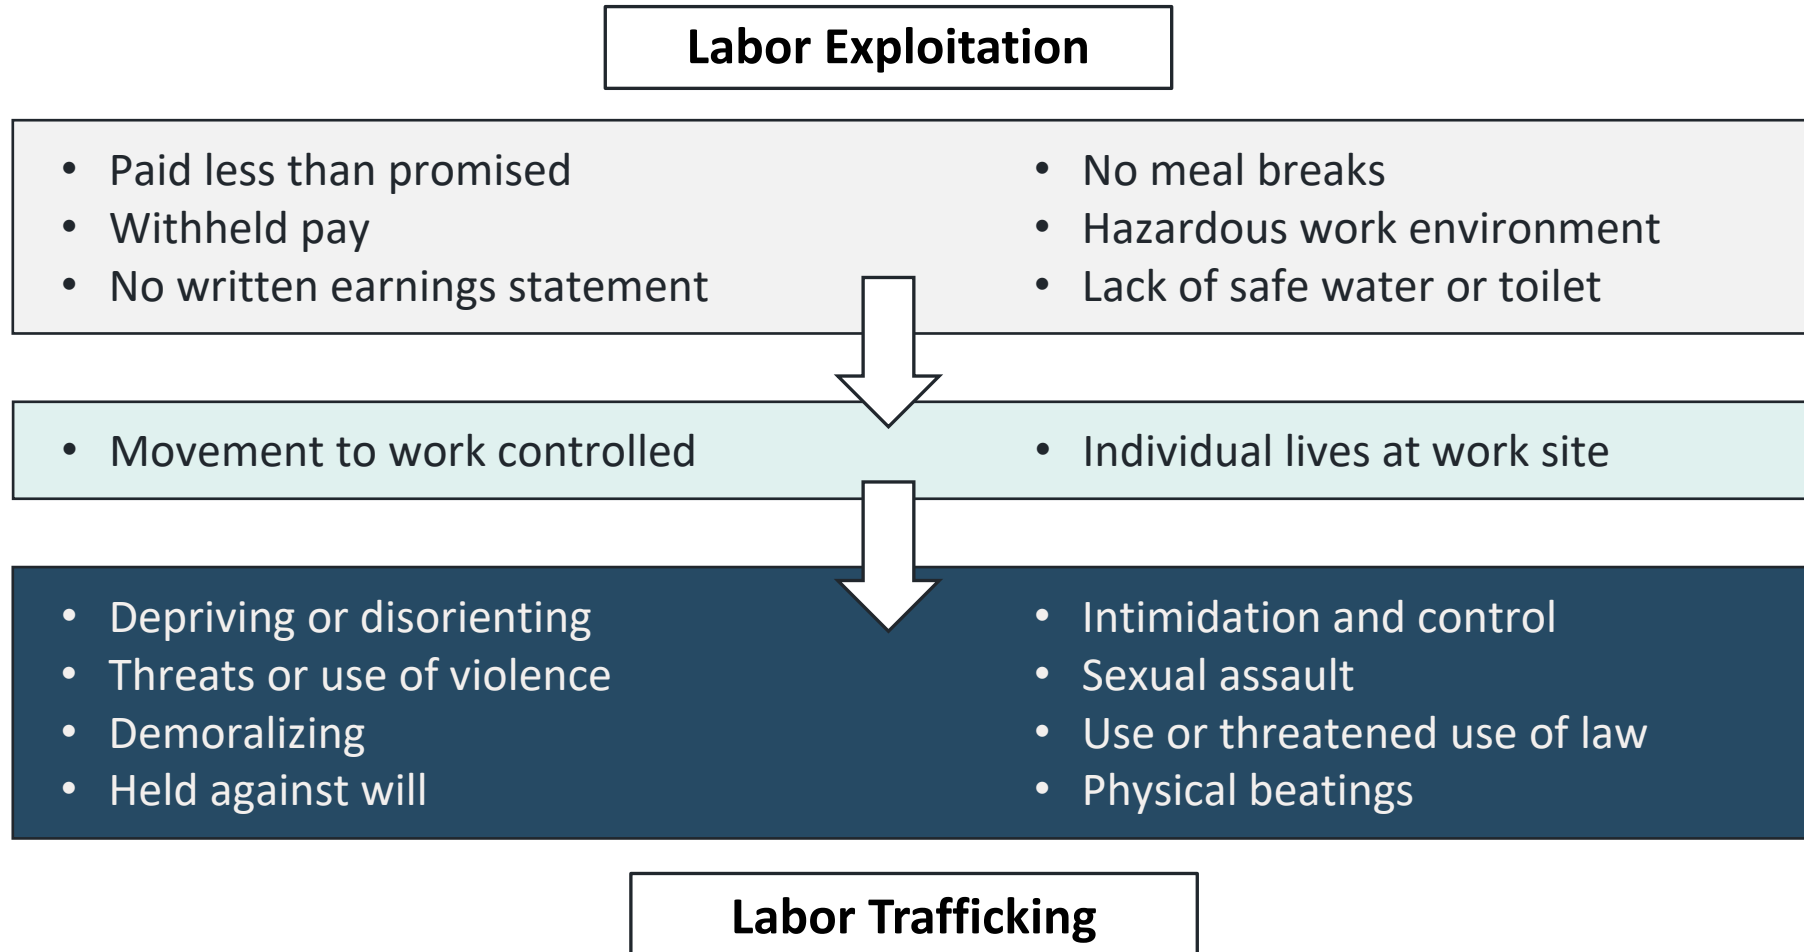 Labor Exploitation
• Paid less than promised
• Withheld pay
• No written earnings statement
• No meal breaks
• Hazardous work environment
• Lack of safe water or toilet
• Movement to work controlled
• Individual lives at work site
• Depriving or disorienting
• Threats or use of violence
• Demoralizing
• Held against will
• Intimidation and control
• Sexual assault
• Use or threatened use of law
• Physical beatings
Labor Trafficking